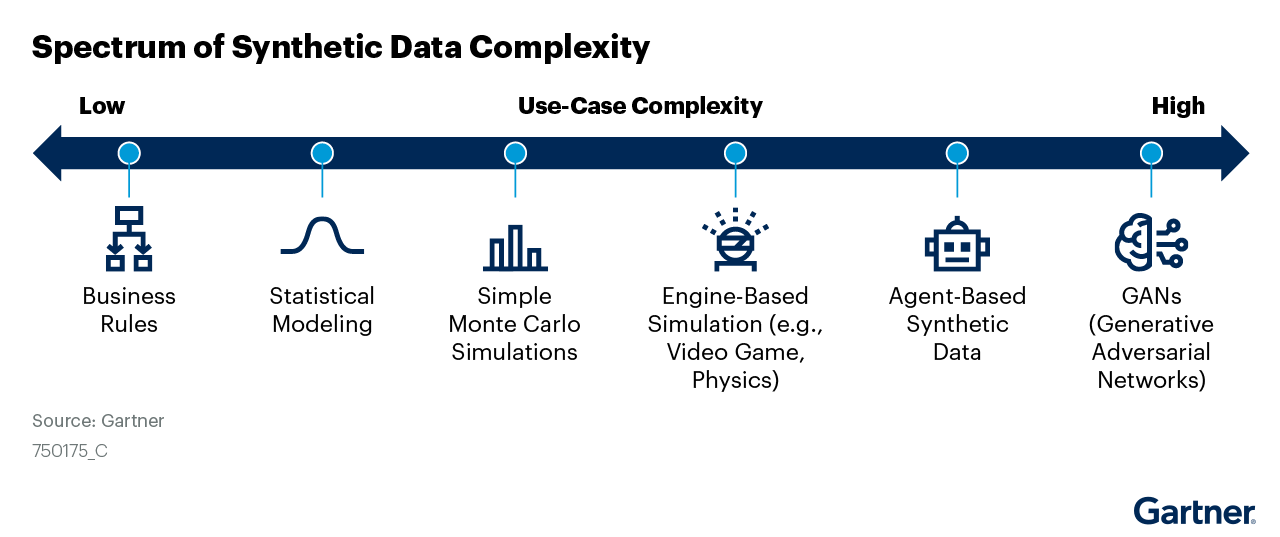 Spectrum of Synthetic Data Complexity
Low
Use-Case Complexity
High
Business
Rules
Statistical
Modeling
Simple
Monte Carlo
Simulations
Engine-Based
Simulation (e.g.,
Video Game,
Physics)
Agent-Based
Synthetic
Data
GANs
(Generative
Adversarial
Networks)
Source: Gartner
750175_C
Gartner®